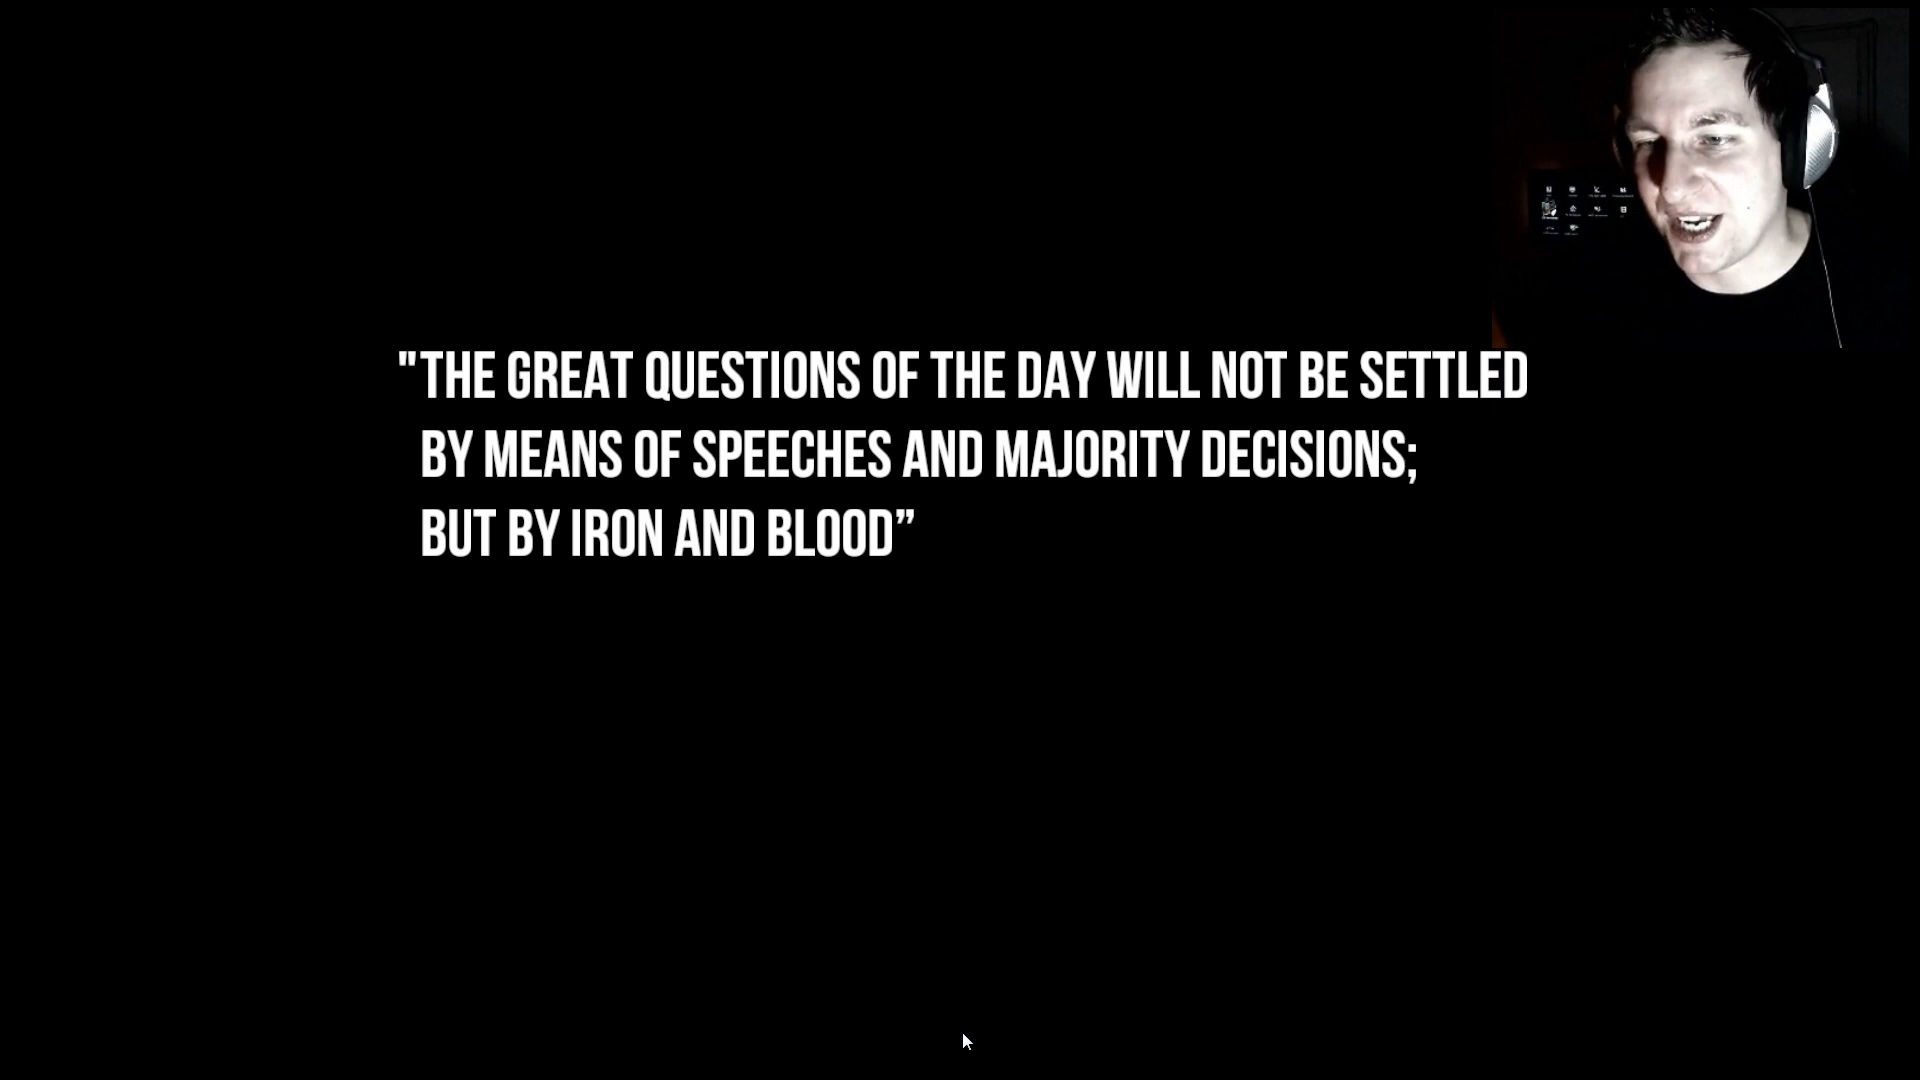 "THE GREAT QUESTIONS OF THE DAY WILL NOT BE SETTLED
BY MEANS OF SPEECHES AND MAJORITY DECISIONS;
BUT BY IRON AND BLOOD”